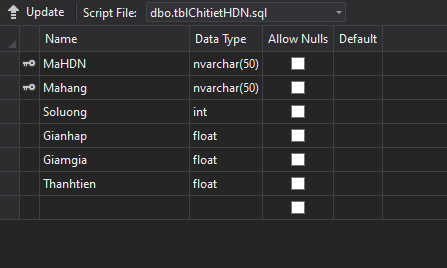 Update Script File: dbo.tblChitietHDN.sql
Name Data Type Allow Nulls Default
MaHDN nvarchar(50)
Mahang nvarchar(50)
Soluong int
Gianhap float
Giamgia float
Thanhtien float